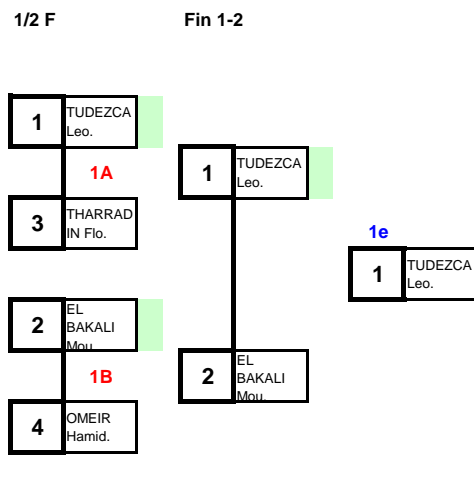 1/2 F
Fin 1-2
1
TUDEZCA
Leo.
1A
3
THARRAD
IN Flo.
2
EL
BAKALI
Mou.
1B
4
OMEIR
Hamid.
1
TUDEZCA
Leo.
2
EL
BAKALI
Mou.
1e
1
TUDEZCA
Leo.